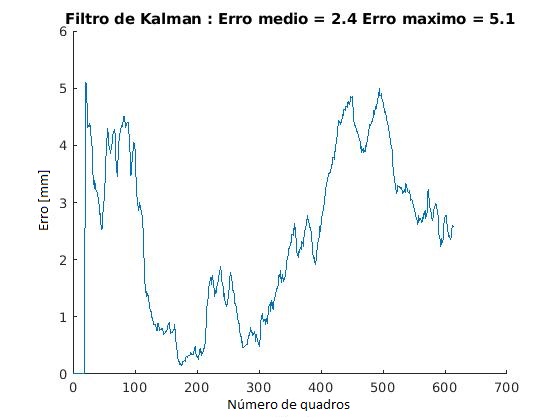 Filtro de Kalman : Erro medio = 2.4 Erro maximo = 5.1
6
5
4
3
2
1
0
Erro [mm]
0 100 200 300 400 500 600 700
Número de quadros